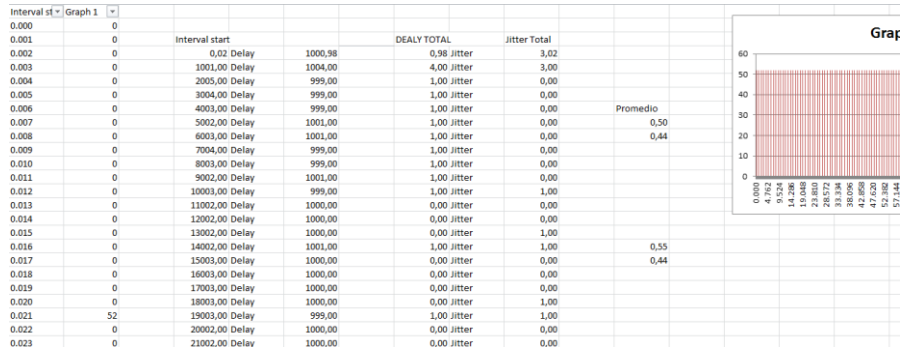 Interval st Graph 1
0.000 0
0.001 0 Interval start DEALY TOTAL Jitter Total
0.002 0 0,02 Delay 1000,98 0,98 Jitter 3,02
0.003 0 1001,00 Delay 1004,00 4,00 Jitter 3,00
0.004 0 2005,00 Delay 999,00 1,00 Jitter 0,00
0.005 0 3004,00 Delay 999,00 1,00 Jitter 0,00
0.006 0 4003,00 Delay 999,00 1,00 Jitter 0,00 Promedio
0.007 0 5002,00 Delay 1001,00 1,00 Jitter 0,00 0,50
0.008 0 6003,00 Delay 1001,00 1,00 Jitter 0,00 0,44
0.009 0 7004,00 Delay 999,00 1,00 Jitter 0,00
0.010 0 8003,00 Delay 999,00 1,00 Jitter 0,00
0.011 0 9002,00 Delay 1001,00 1,00 Jitter 0,00
0.012 0 10003,00 Delay 999,00 1,00 Jitter 1,00
0.013 0 11002,00 Delay 1000,00 0,00 Jitter 0,00
0.014 0 12002,00 Delay 1000,00 0,00 Jitter 0,00
0.015 0 13002,00 Delay 1000,00 0,00 Jitter 1,00
0.016 0 14002,00 Delay 1001,00 1,00 Jitter 1,00 0,55
0.017 0 15003,00 Delay 1000,00 0,00 Jitter 0,00 0,44
0.018 0 16003,00 Delay 1000,00 0,00 Jitter 0,00
0.019 0 17003,00 Delay 1000,00 0,00 Jitter 0,00
0.020 0 18003,00 Delay 1000,00 0,00 Jitter 1,00
0.021 52 19003,00 Delay 999,00 1,00 Jitter 1,00
0.022 0 20002,00 Delay 1000,00 0,00 Jitter 0,00
0.023 0 21002,00 Delay 1000,00 0,00 Jitter 0,00
Grap
60
50
40
30
20
10
0
0.000 4.762 9.524 14.286 19.048 23.810 28.572 33.334 38.096 42.858 47.620 52.382 57.144